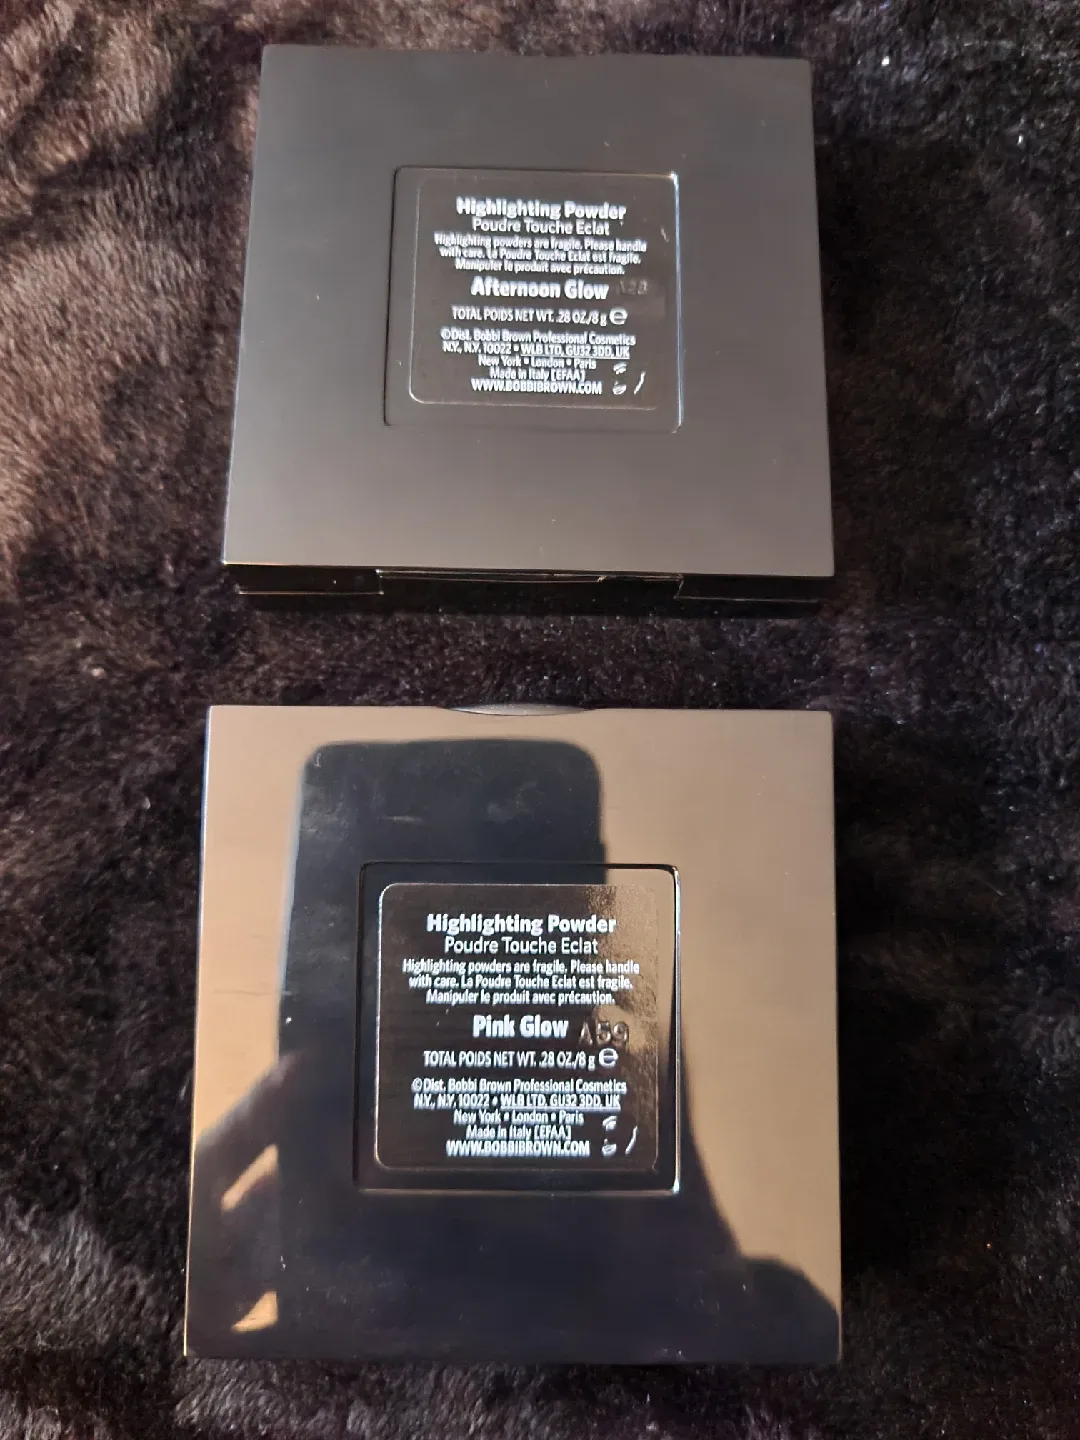 Highlighting Powder
Poudre Touche Eclat
Highlighting powders are fragile. Please handle
with care. La Poudre Touche Eclat est fragile.
Manipuler le produit avec précaution.
Afternoon Glow
TOTAL POIDS NET WT. .28 OZ./8 g ℮
©Dist. Bobbi Brown Professional Cosmetics
N.Y., N.Y. 10022 • WLB LTD, GU32 3DD, UK
New York • London • Paris
Made in Italy [EFAA]
WWW.BOBBIBROWN.COM
Highlighting Powder
Poudre Touche Eclat
Highlighting powders are fragile. Please handle
with care. La Poudre Touche Eclat est fragile.
Manipuler le produit avec précaution.
Pink Glow A59
TOTAL POIDS NET WT. .28 OZ./8 g ℮
©Dist. Bobbi Brown Professional Cosmetics
N.Y., N.Y. 10022 • WLB LTD, GU32 3DD, UK
New York • London • Paris
Made in Italy [EFAA]
WWW.BOBBIBROWN.COM